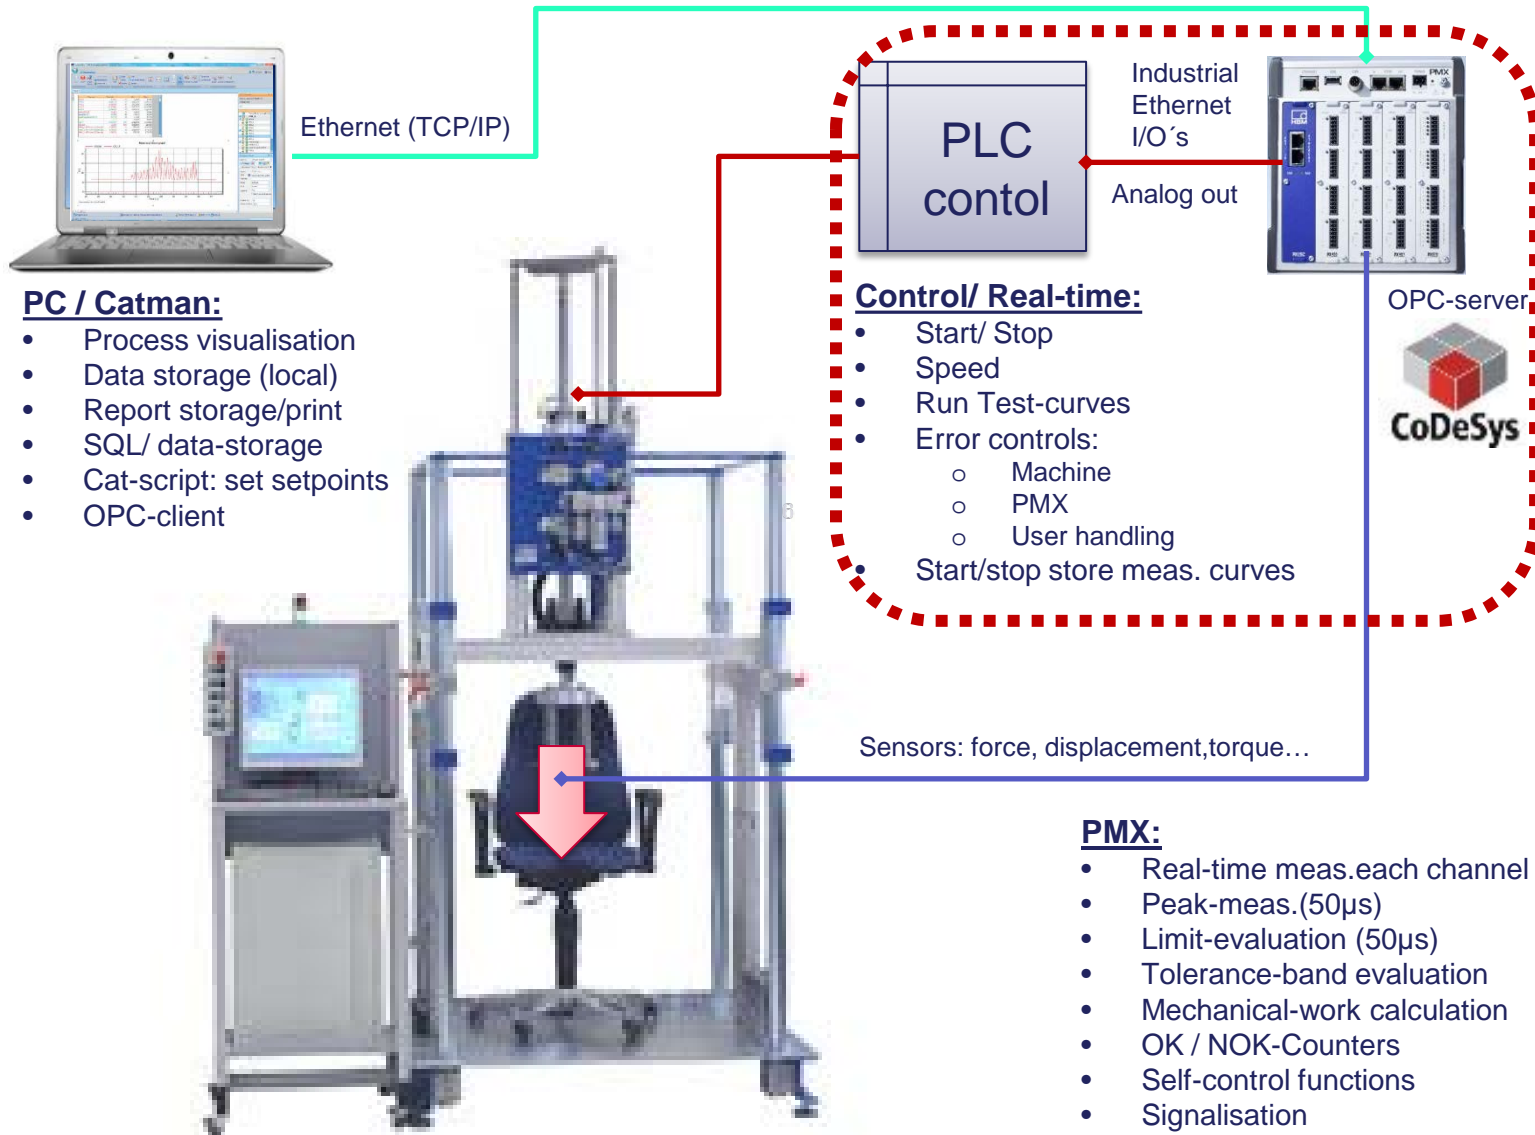 Ethernet (TCP/IP)
PLC
contol
Industrial
Ethernet
I/O´s
Analog out
PMX
HBM
OPC-server
CoDeSys
PC / Catman:
• Process visualisation
• Data storage (local)
• Report storage/print
• SQL/ data-storage
• Cat-script: set setpoints
• OPC-client
Control/ Real-time:
• Start/ Stop
• Speed
• Run Test-curves
• Error controls:
o Machine
o PMX
o User handling
• Start/stop store meas. curves
Sensors: force, displacement,torque…
PMX:
• Real-time meas.each channel
• Peak-meas.(50µs)
• Limit-evaluation (50µs)
• Tolerance-band evaluation
• Mechanical-work calculation
• OK / NOK-Counters
• Self-control functions
• Signalisation